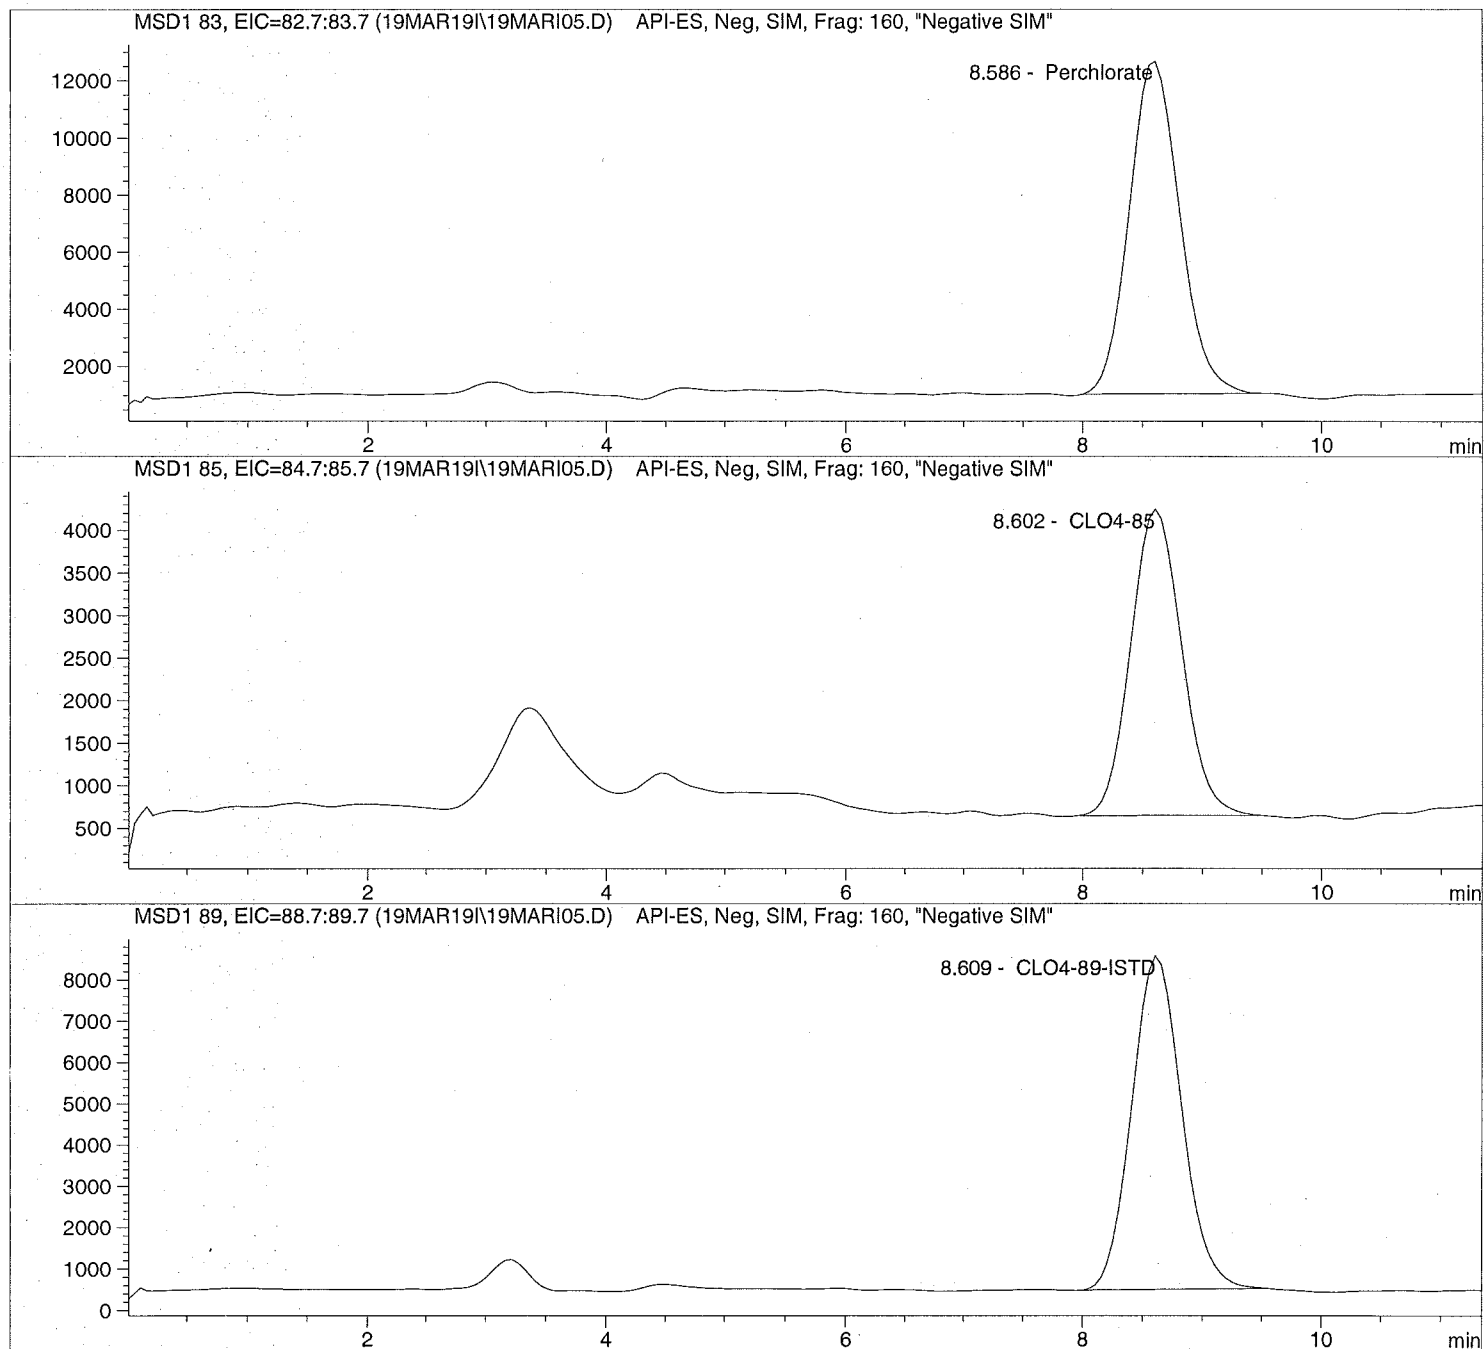 MSD1 83, EIC=82.7:83.7 (19MAR19I\19MARI05.D) API-ES, Neg, SIM, Frag: 160, "Negative SIM"
8.586 - Perchlorate
12000
10000
8000
6000
4000
2000
2 4 6 8 10 min
MSD1 85, EIC=84.7:85.7 (19MAR19I\19MARI05.D) API-ES, Neg, SIM, Frag: 160, "Negative SIM"
8.602 - CLO4-85
4000
3500
3000
2500
2000
1500
1000
500
2 4 6 8 10 min
MSD1 89, EIC=88.7:89.7 (19MAR19I\19MARI05.D) API-ES, Neg, SIM, Frag: 160, "Negative SIM"
8.609 - CLO4-89-ISTD
8000
7000
6000
5000
4000
3000
2000
1000
0
2 4 6 8 10 min